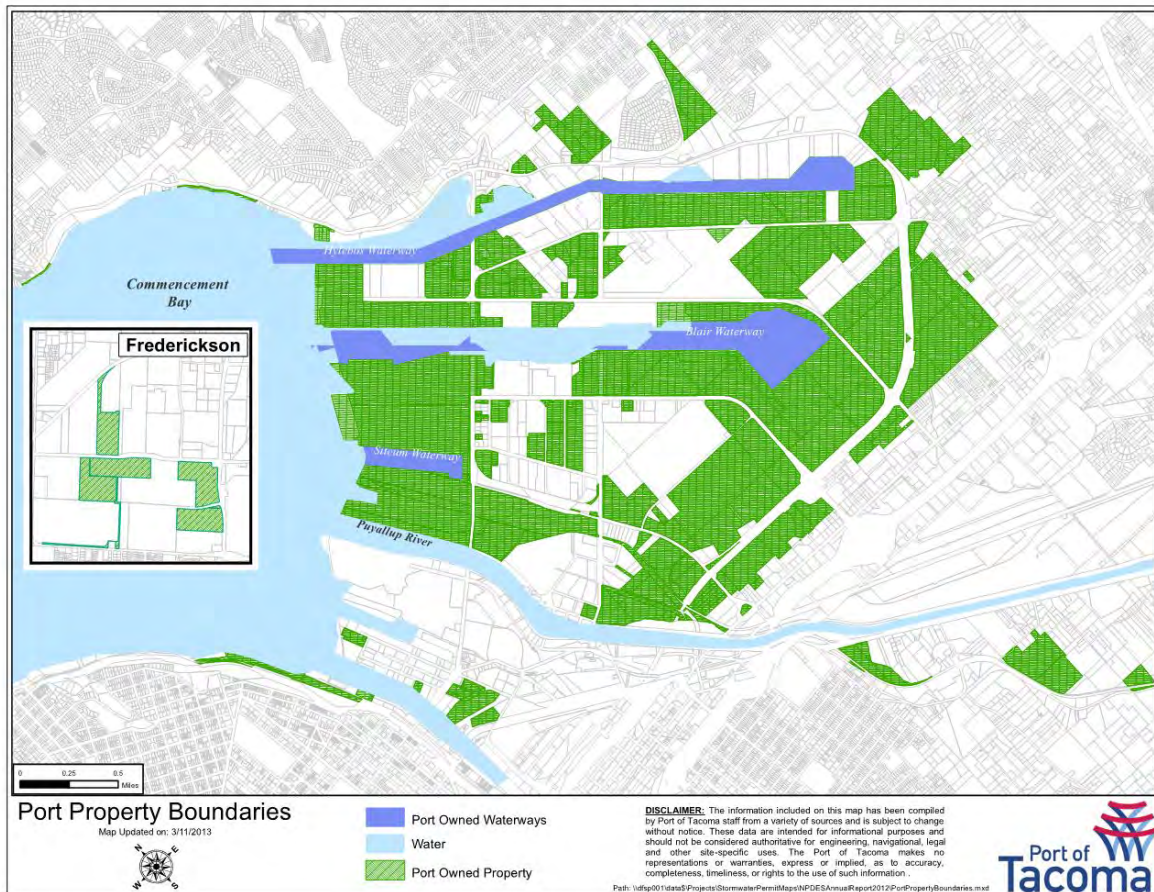 Hylebos Waterway
Commencement
Bay
Blair Waterway
Frederickson
Sitcum Waterway
Puyallup River
0 0.25 0.5
Miles
Port Property Boundaries
Map Updated on: 3/11/2013
N
E
S
W
Port Owned Waterways
Water
Port Owned Property
DISCLAIMER: The information included on this map has been compiled
by Port of Tacoma staff from a variety of sources and is subject to change
without notice. These data are intended for informational purposes and
should not be considered authoritative for engineering, navigational, legal
and other site-specific uses. The Port of Tacoma makes no
representations or warranties, express or implied, as to accuracy,
completeness, timeliness, or rights to the use of such information .
Path: \\dfsp001\data$\Projects\StormwaterPermitMaps\NPDESAnnualReport2012\PortPropertyBoundaries.mxd
Port of
Tacoma